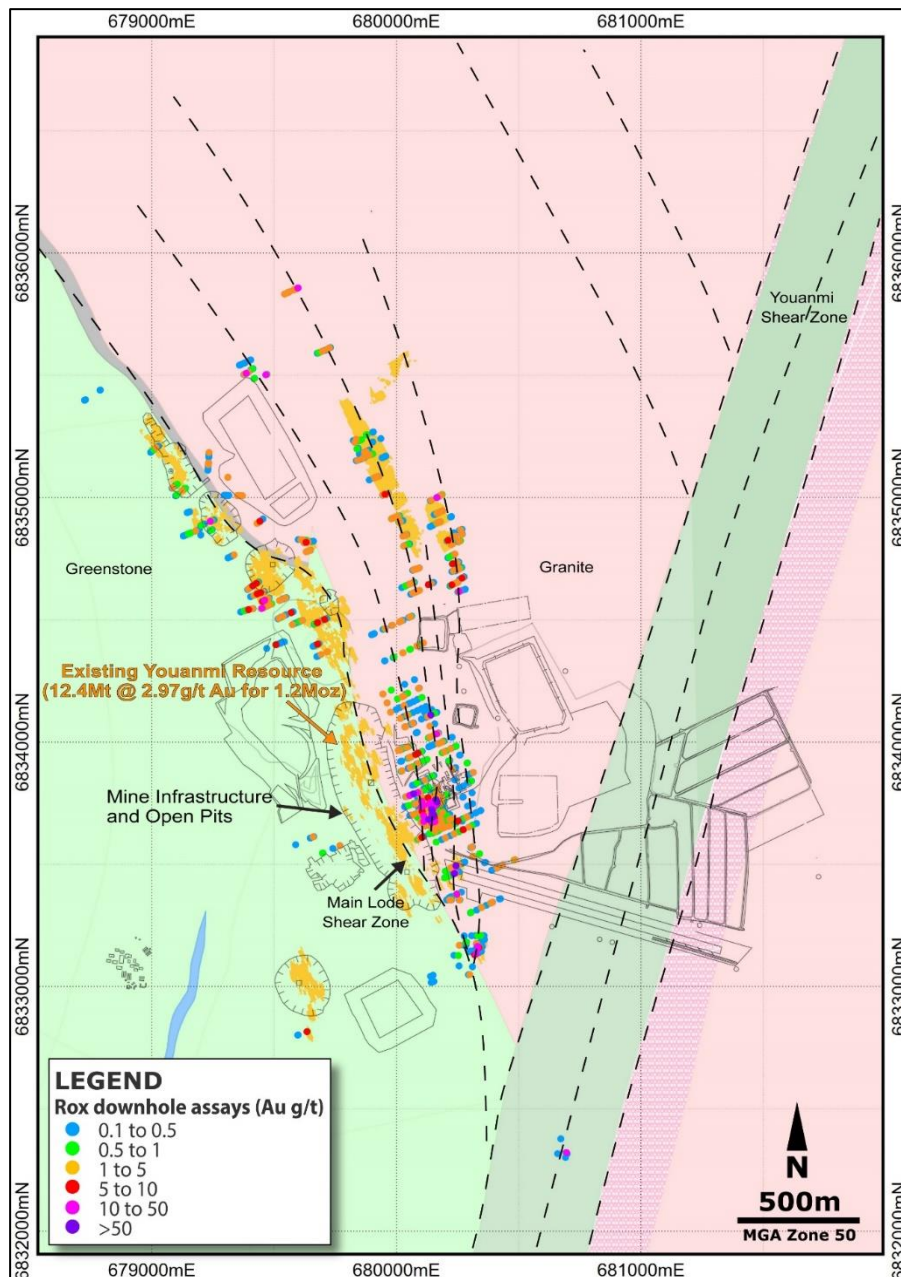 679000mE
680000mE
681000mE
6836000mN
6836000mN
Youanmi
Shear Zone
6835000mN
6835000mN
Greenstone
Granite
Existing Youanmi Resource
(12.4Mt @ 2.97g/t Au for 1.2Moz)
6834000mN
6834000mN
Mine Infrastructure
and Open Pits
Main Lode
Shear Zone
6833000mN
6833000mN
LEGEND
Rox downhole assays (Au g/t)
0.1 to 0.5
0.5 to 1
1 to 5
5 to 10
10 to 50
>50
N
500m
MGA Zone 50
6832000mN
6832000mN
679000mE
680000mE
681000mE